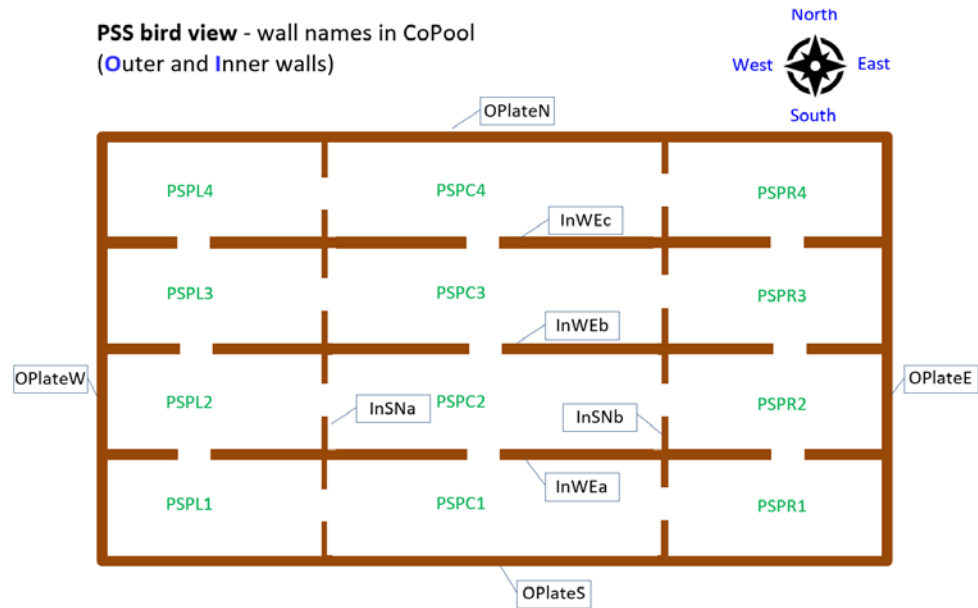 PSS bird view - wall names in CoPool
(Outer and Inner walls)
North
West
East
South
OPlateN
PSPL4
PSPC4
PSPR4
InWEc
PSPL3
PSPC3
PSPR3
InWEb
OPlateW
OPlateE
PSPL2
InSNa
PSPC2
InSNb
PSPR2
InWEa
PSPL1
PSPC1
PSPR1
OPlateS